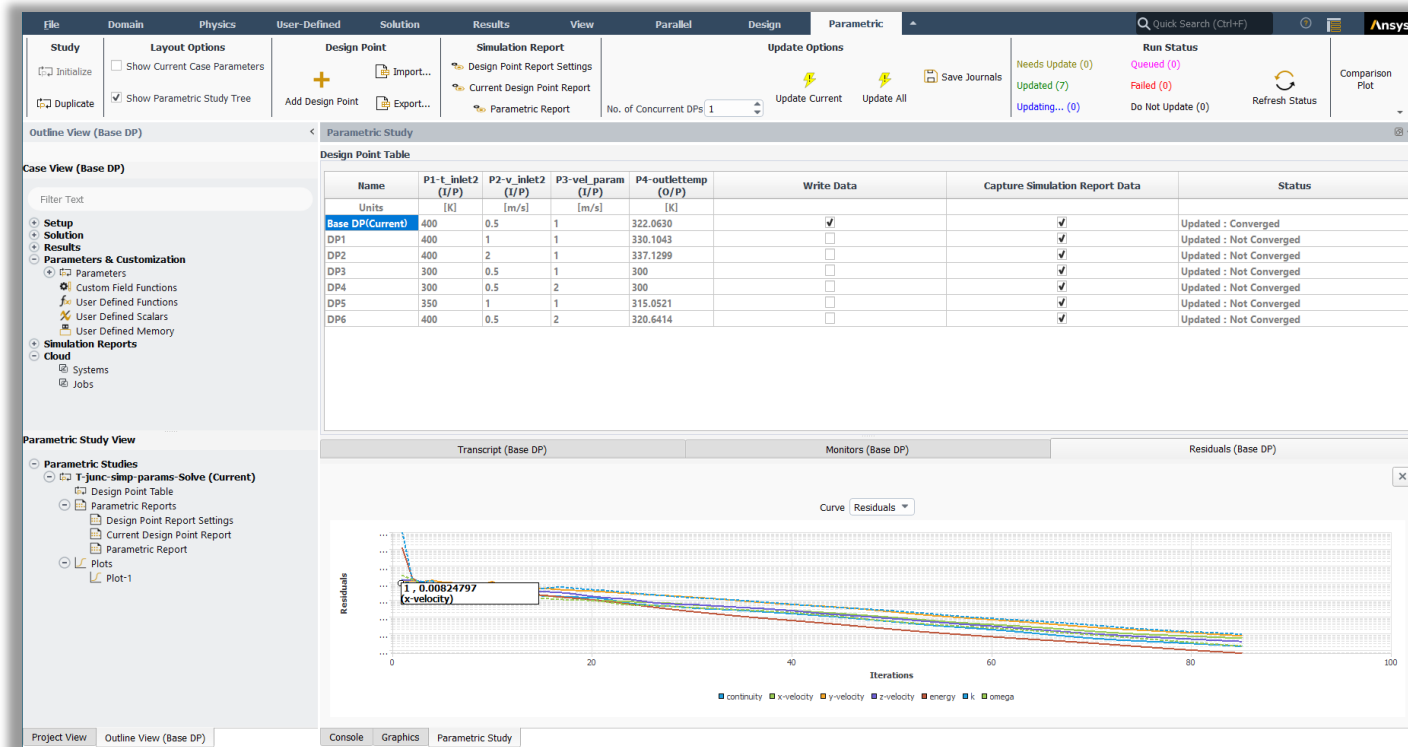 File Domain Physics User-Defined Solution Results View Parallel Design Parametric Quick Search (Ctrl+F) Ansys
Study Layout Options Design Point Simulation Report Update Options Run Status
Initialize Show Current Case Parameters Import... Design Point Report Settings Needs Update (0) Queued (0)
Add Design Point Current Design Point Report Update Current Update All Save Journals Updated (7) Failed (0) Refresh Status Comparison Plot
Duplicate Show Parametric Study Tree Export... Parametric Report No. of Concurrent DPs 1 Updating... (0) Do Not Update (0)
Outline View (Base DP) < Parametric Study
Case View (Base DP)
Filter Text
Setup
Solution
Results
Parameters & Customization
Parameters
Custom Field Functions
User Defined Functions
User Defined Scalars
User Defined Memory
Simulation Reports
Cloud
Systems
Jobs
Parametric Study View
Parametric Studies
T-junc-simp-params-Solve (Current)
Design Point Table
Parametric Reports
Design Point Report Settings
Current Design Point Report
Parametric Report
Plots
Plot-1
Project View Outline View (Base DP)
Design Point Table
Name P1-t_inlet2 (I/P) P2-v_inlet2 (I/P) P3-vel_param (I/P) P4-outlettemp (O/P) Write Data Capture Simulation Report Data Status
Units [K] [m/s] [m/s] [K]
Base DP(Current) 400 0.5 1 322.0630 Updated : Converged
DP1 400 1 1 330.1043 Updated : Not Converged
DP2 400 2 1 337.1299 Updated : Not Converged
DP3 300 0.5 1 300 Updated : Not Converged
DP4 300 0.5 2 300 Updated : Not Converged
DP5 350 1 1 315.0521 Updated : Not Converged
DP6 400 0.5 2 320.6414 Updated : Not Converged
Transcript (Base DP) Monitors (Base DP) Residuals (Base DP)
Curve Residuals
...
...
...
...
...
...
...
...
Residuals
1 , 0.00824797
(x-velocity)
0 20 40 60 80 100
Iterations
continuity x-velocity y-velocity z-velocity energy k omega
Console Graphics Parametric Study